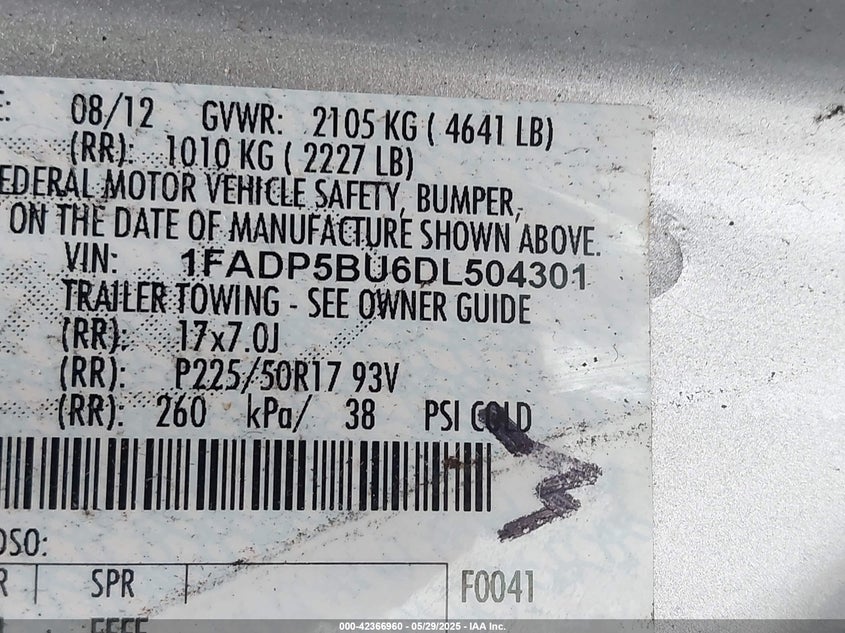 E: 08/12 GVWR: 2105 KG ( 4641 LB)
(RR): 1010 KG ( 2227 LB)
EDERAL MOTOR VEHICLE SAFETY, BUMPER,
ON THE DATE OF MANUFACTURE SHOWN ABOVE.
VIN: 1FADP5BU6DL504301
TRAILER TOWING - SEE OWNER GUIDE
(RR): 17x7.0J
(RR): P225/50R17 93V
(RR): 260 kPa/ 38 PSI COLD
OSO:
R SPR F0041
000-42366960 - 05/29/2025 - IAA Inc.